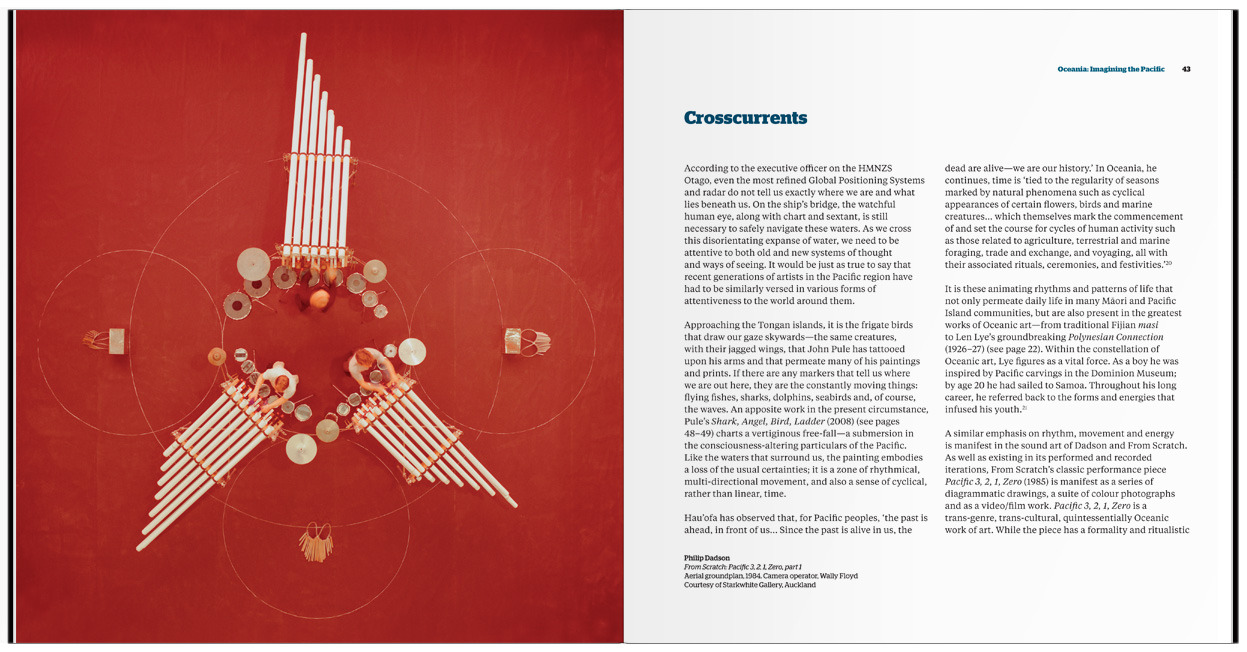 Oceania: Imagining the Pacific 43
Crosscurrents
According to the executive officer on the HMNZS
Otago, even the most refined Global Positioning Systems
and radar do not tell us exactly where we are and what
lies beneath us. On the ship's bridge, the watchful
human eye, along with chart and sextant, is still
necessary to safely navigate these waters. As we cross
this disorientating expanse of water, we need to be
attentive to both old and new systems of thought
and ways of seeing. It would be just as true to say that
recent generations of artists in the Pacific region have
had to be similarly versed in various forms of
attentiveness to the world around them.
Approaching the Tongan islands, it is the frigate birds
that draw our gaze skywards—the same creatures,
with their jagged wings, that John Pule has tattooed
upon his arms and that permeate many of his paintings
and prints. If there are any markers that tell us where
we are out here, they are the constantly moving things:
flying fishes, sharks, dolphins, seabirds and, of course,
the waves. An apposite work in the present circumstance,
Pule's Shark, Angel, Bird, Ladder (2008) (see pages
48–49) charts a vertiginous free-fall—a submersion in
the consciousness-altering particulars of the Pacific.
Like the waters that surround us, the painting embodies
a loss of the usual certainties; it is a zone of rhythmical,
multi-directional movement, and also a sense of cyclical,
rather than linear, time.
Hau'ofa has observed that, for Pacific peoples, 'the past is
ahead, in front of us... Since the past is alive in us, the
dead are alive—we are our history.' In Oceania, he
continues, time is 'tied to the regularity of seasons
marked by natural phenomena such as cyclical
appearances of certain flowers, birds and marine
creatures... which themselves mark the commencement
of and set the course for cycles of human activity such
as those related to agriculture, terrestrial and marine
foraging, trade and exchange, and voyaging, all with
their associated rituals, ceremonies, and festivities.'20
It is these animating rhythms and patterns of life that
not only permeate daily life in many Māori and Pacific
Island communities, but are also present in the greatest
works of Oceanic art—from traditional Fijian masi
to Len Lye's groundbreaking Polynesian Connection
(1926–27) (see page 22). Within the constellation of
Oceanic art, Lye figures as a vital force. As a boy he was
inspired by Pacific carvings in the Dominion Museum;
by age 20 he had sailed to Samoa. Throughout his long
career, he referred back to the forms and energies that
infused his youth.21
A similar emphasis on rhythm, movement and energy
is manifest in the sound art of Dadson and From Scratch.
As well as existing in its performed and recorded
iterations, From Scratch's classic performance piece
Pacific 3, 2, 1, Zero (1985) is manifest as a series of
diagrammatic drawings, a suite of colour photographs
and as a video/film work. Pacific 3, 2, 1, Zero is a
trans-genre, trans-cultural, quintessentially Oceanic
work of art. While the piece has a formality and ritualistic
Philip Dadson
From Scratch: Pacific 3, 2, 1, Zero, part 1
Aerial groundplan, 1984. Camera operator, Wally Floyd
Courtesy of Starkwhite Gallery, Auckland